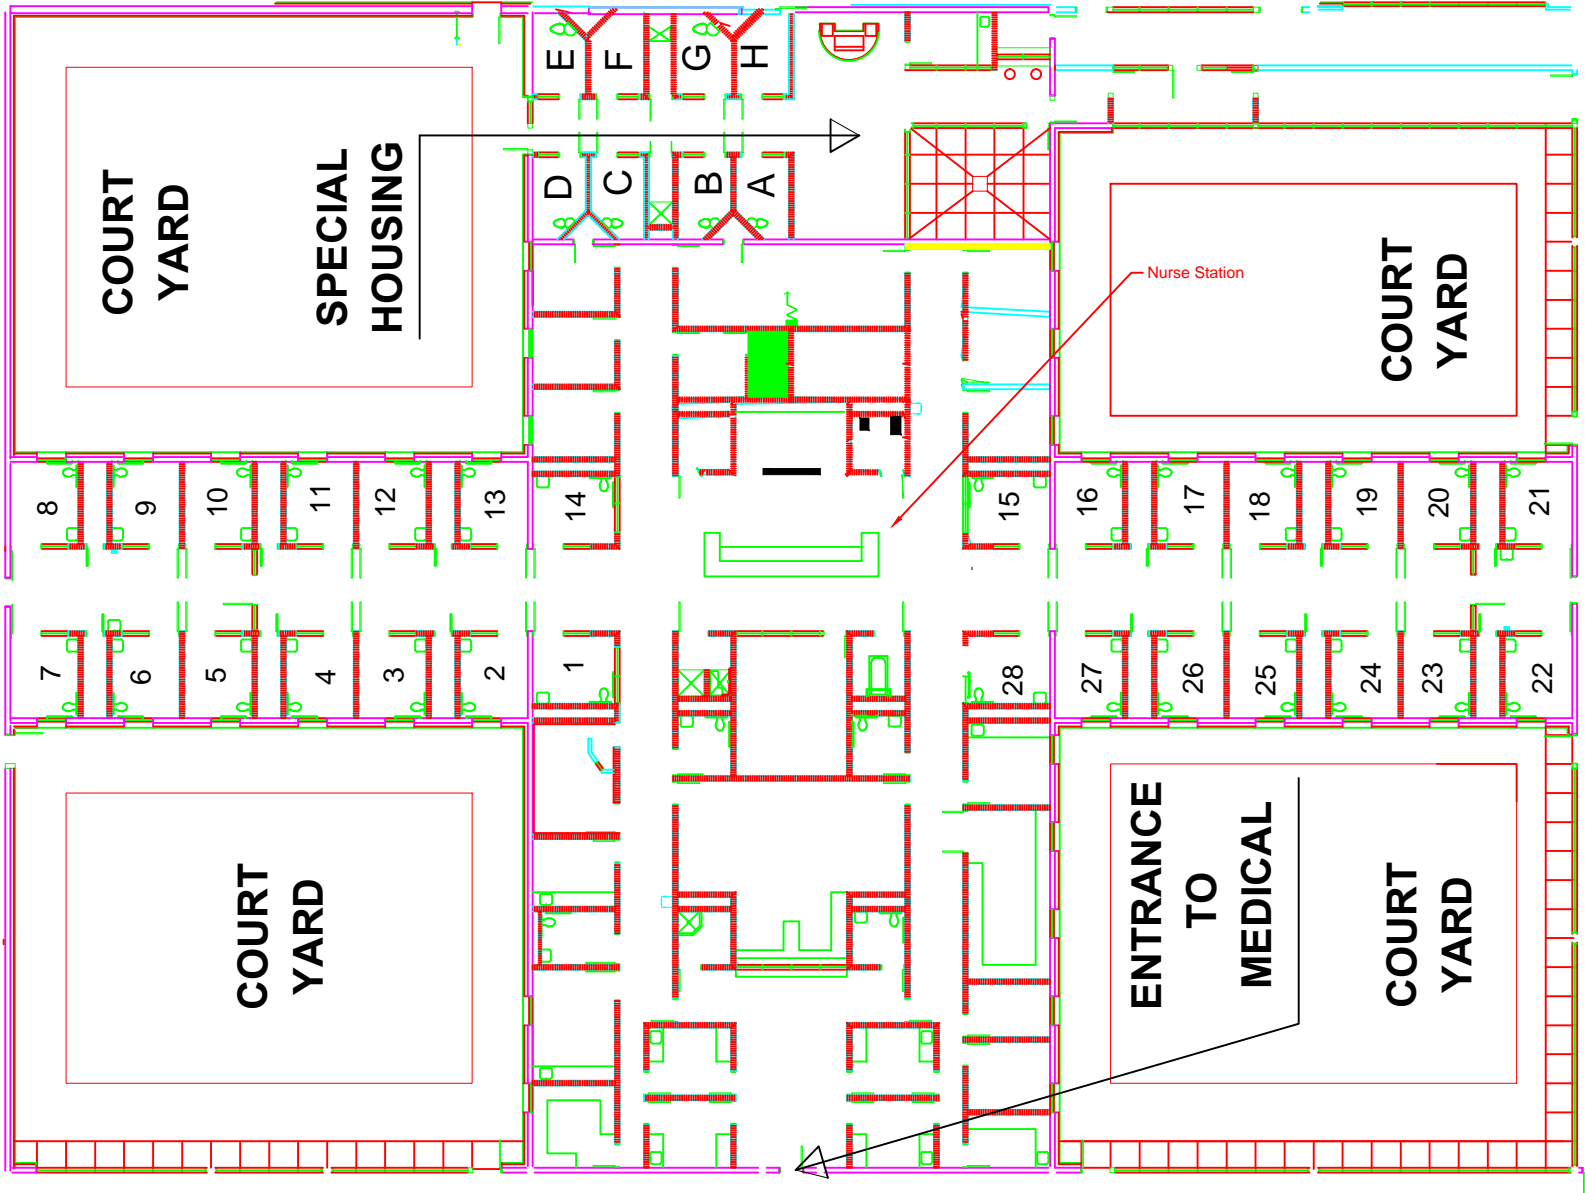 COURT
YARD
SPECIAL
HOUSING
E
F
G
H
D
C
B
A
Nurse Station
COURT
YARD
8
9
10
11
12
13
14
15
16
17
18
19
20
21
7
6
5
4
3
2
1
28
27
26
25
24
23
22
COURT
YARD
ENTRANCE
TO
MEDICAL
COURT
YARD